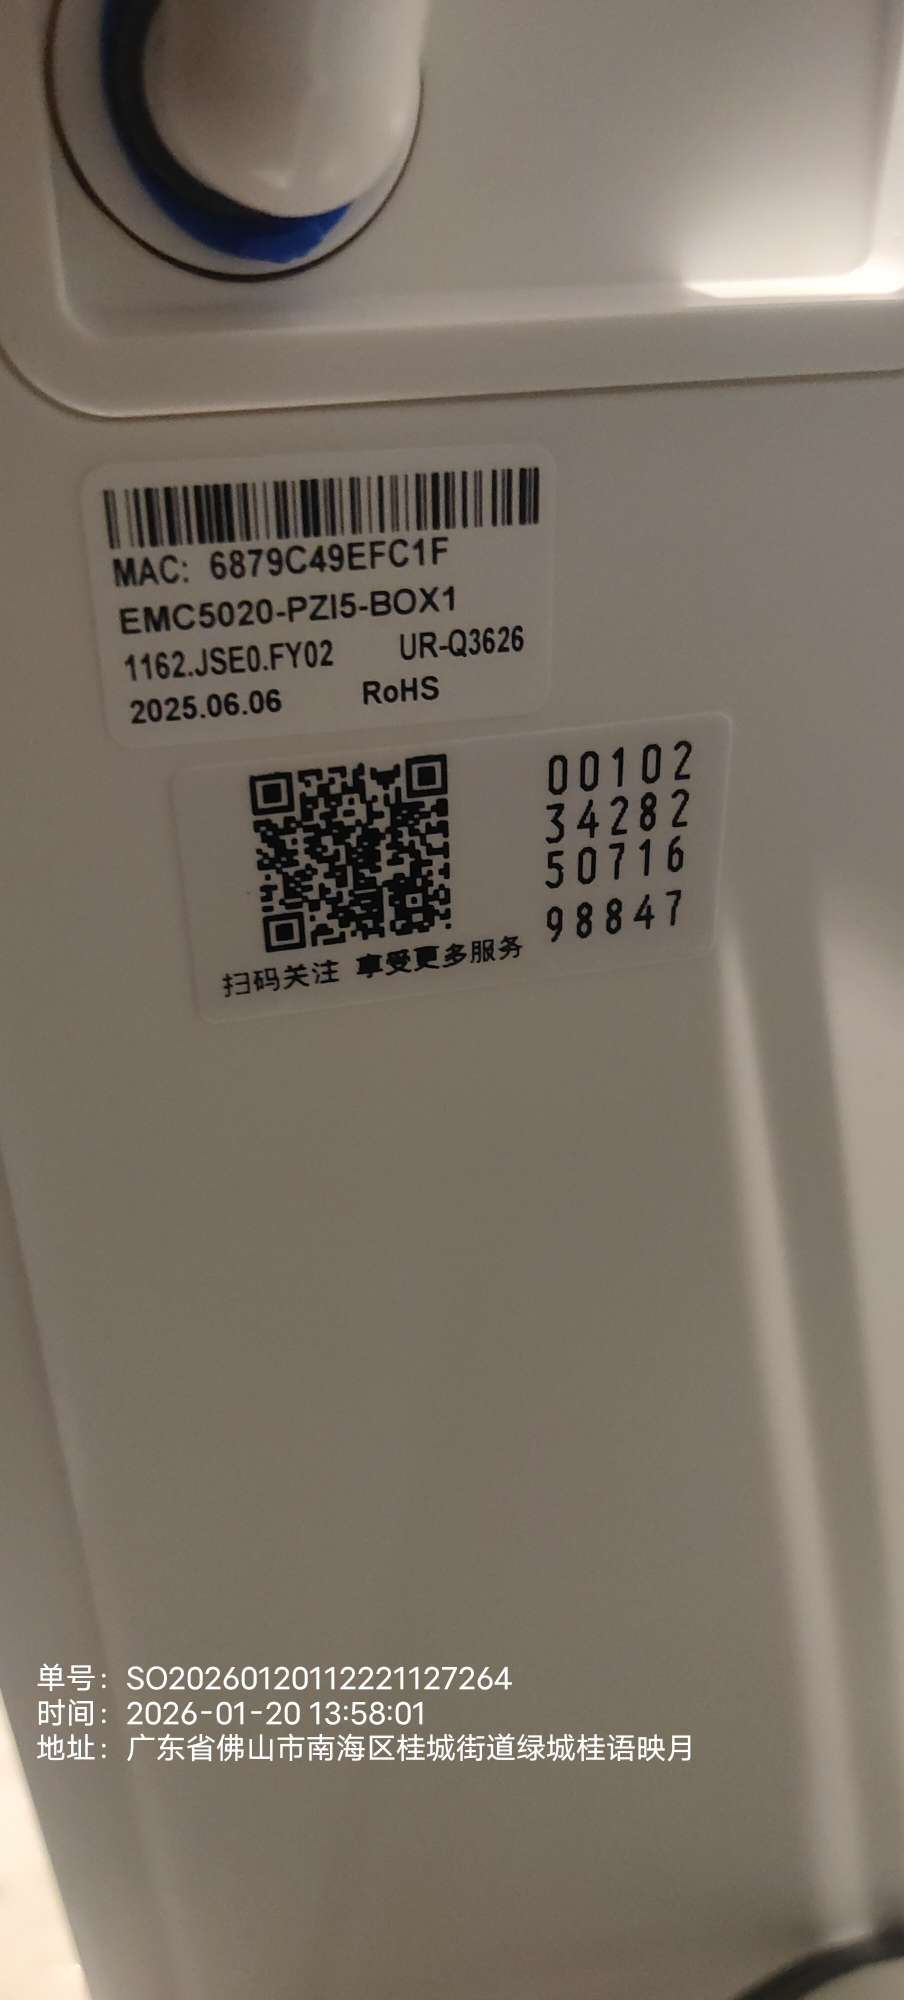 MAC: 6879C49EFC1F
EMC5020-PZI5-BOX1
1162.JSE0.FY02 UR-Q3626
2025.06.06 RoHS
00102
34282
50716
98847
扫码关注 享受更多服务
单号：SO20260120112221127264
时间：2026-01-20 13:58:01
地址：广东省佛山市南海区桂城街道绿城桂语映月